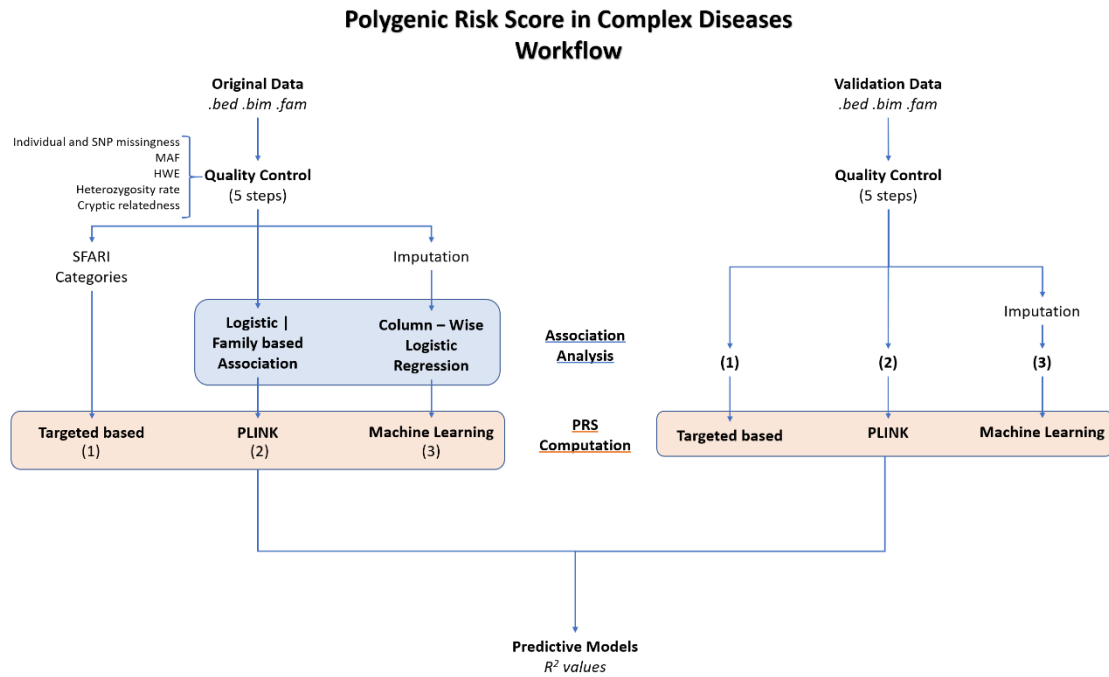 Polygenic Risk Score in Complex Diseases
Workflow
Original Data
.bed .bim .fam
Individual and SNP missingness
MAF
HWE
Heterozygosity rate
Cryptic relatedness
Quality Control
(5 steps)
SFARI
Categories
Imputation
Logistic |
Family based
Association
Column – Wise
Logistic
Regression
Targeted based
(1)
PLINK
(2)
Machine Learning
(3)
Association
Analysis
PRS
Computation
Validation Data
.bed .bim .fam
Quality Control
(5 steps)
Imputation
(1)
(2)
(3)
Targeted based
PLINK
Machine Learning
Predictive Models
R² values